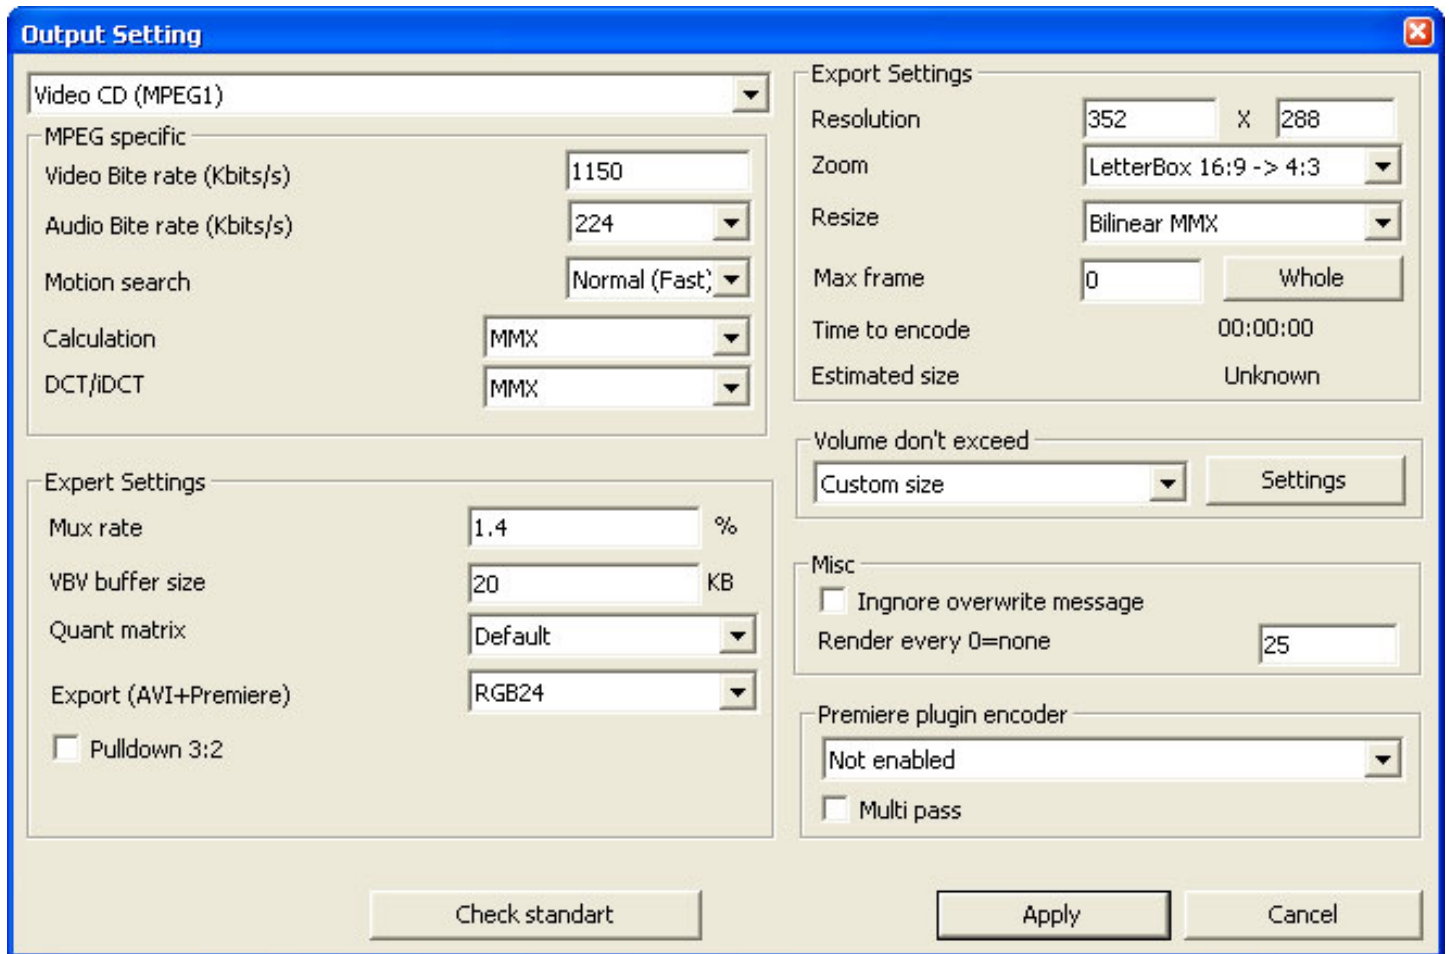 Output Setting
Video CD (MPEG1)
MPEG specific
Video Bite rate (Kbits/s) 1150
Audio Bite rate (Kbits/s) 224
Motion search Normal (Fast)
Calculation MMX
DCT/iDCT MMX
Expert Settings
Mux rate 1.4 %
VBV buffer size 20 KB
Quant matrix Default
Export (AVI+Premiere) RGB24
Pulldown 3:2
Export Settings
Resolution 352 X 288
Zoom LetterBox 16:9 -> 4:3
Resize Bilinear MMX
Max frame 0 Whole
Time to encode 00:00:00
Estimated size Unknown
Volume don't exceed
Custom size Settings
Misc
Ingnore overwrite message
Render every 0=none 25
Premiere plugin encoder
Not enabled
Multi pass
Check standart Apply Cancel